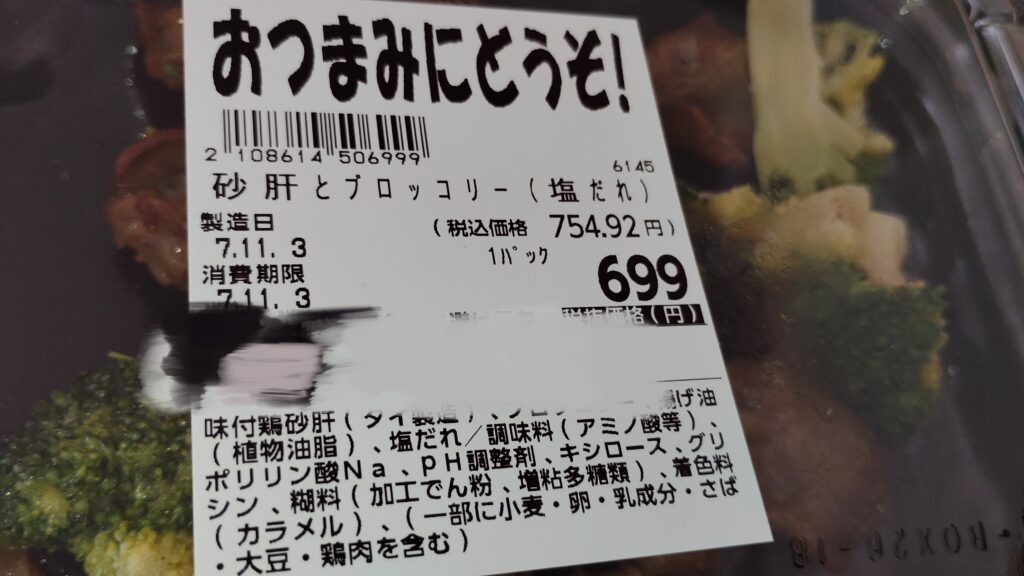 おつまみにどうぞ!
2 108614 506999
6145
砂肝とブロッコリー(塩だれ)
製造日
7.11. 3
(税込価格 754.92円)
消費期限
7.11. 3
1パック
699
税抜価格(円)
味付鶏砂肝(タイ製造)、
揚げ油
(植物油脂)、塩だれ/調味料(アミノ酸等)、
ポリリン酸Na、pH調整剤、キシロース、グリ
シン、糊料(加工でん粉、増粘多糖類)、着色料
(カラメル)、(一部に小麦・卵・乳成分・さば
・大豆・鶏肉を含む)